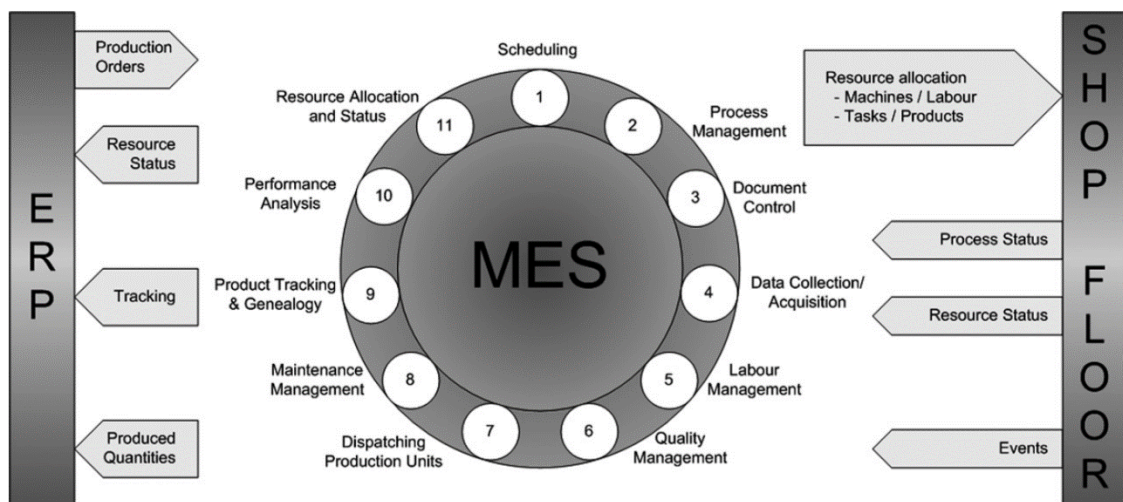 ERP
Production
Orders
Resource
Status
Tracking
Produced
Quantities
MES
Scheduling
1
Process
Management
2
Document
Control
3
Data Collection/
Acquisition
4
Labour
Management
5
Quality
Management
6
Dispatching
Production Units
7
Maintenance
Management
8
Product Tracking
& Genealogy
9
Performance
Analysis
10
Resource Allocation
and Status
11
Resource allocation
- Machines / Labour
- Tasks / Products
Process Status
Resource Status
Events
SHOP FLOOR